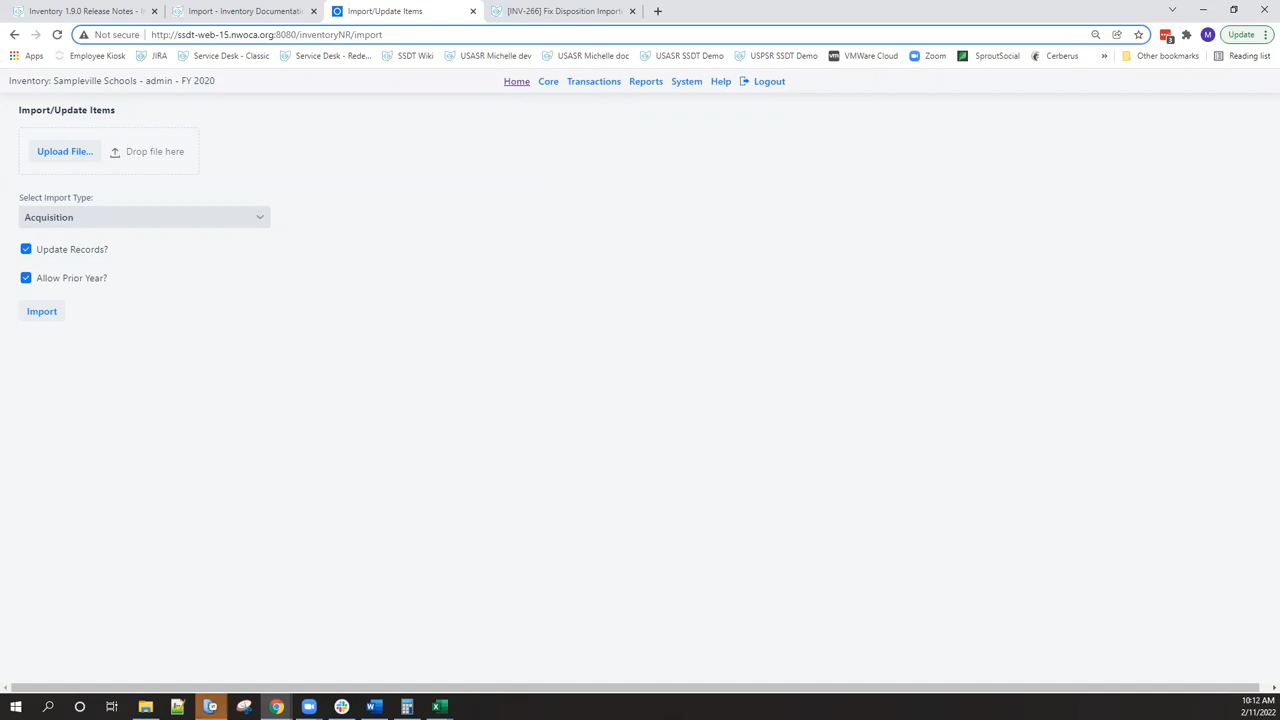 Inventory 1.9.0 Release Notes - I
Import - Inventory Documentatio
Import/Update Items
[INV-266] Fix Disposition Import
Not secure
http://ssdt-web-15.nwoca.org:8080/inventoryNR/import
3
M
Update
Apps
Employee Kiosk
JIRA
Service Desk - Classic
Service Desk - Rede...
SSDT Wiki
USASR Michelle dev
USASR Michelle doc
USASR SSDT Demo
USPSR SSDT Demo
vm
VMWare Cloud
Zoom
SproutSocial
Cerberus
»
Other bookmarks
Reading list
Inventory: Sampleville Schools - admin - FY 2020
Home
Core
Transactions
Reports
System
Help
Logout
Import/Update Items
Upload File...
Drop file here
Select Import Type:
Acquisition
Update Records?
Allow Prior Year?
Import
10:12 AM
2/11/2022